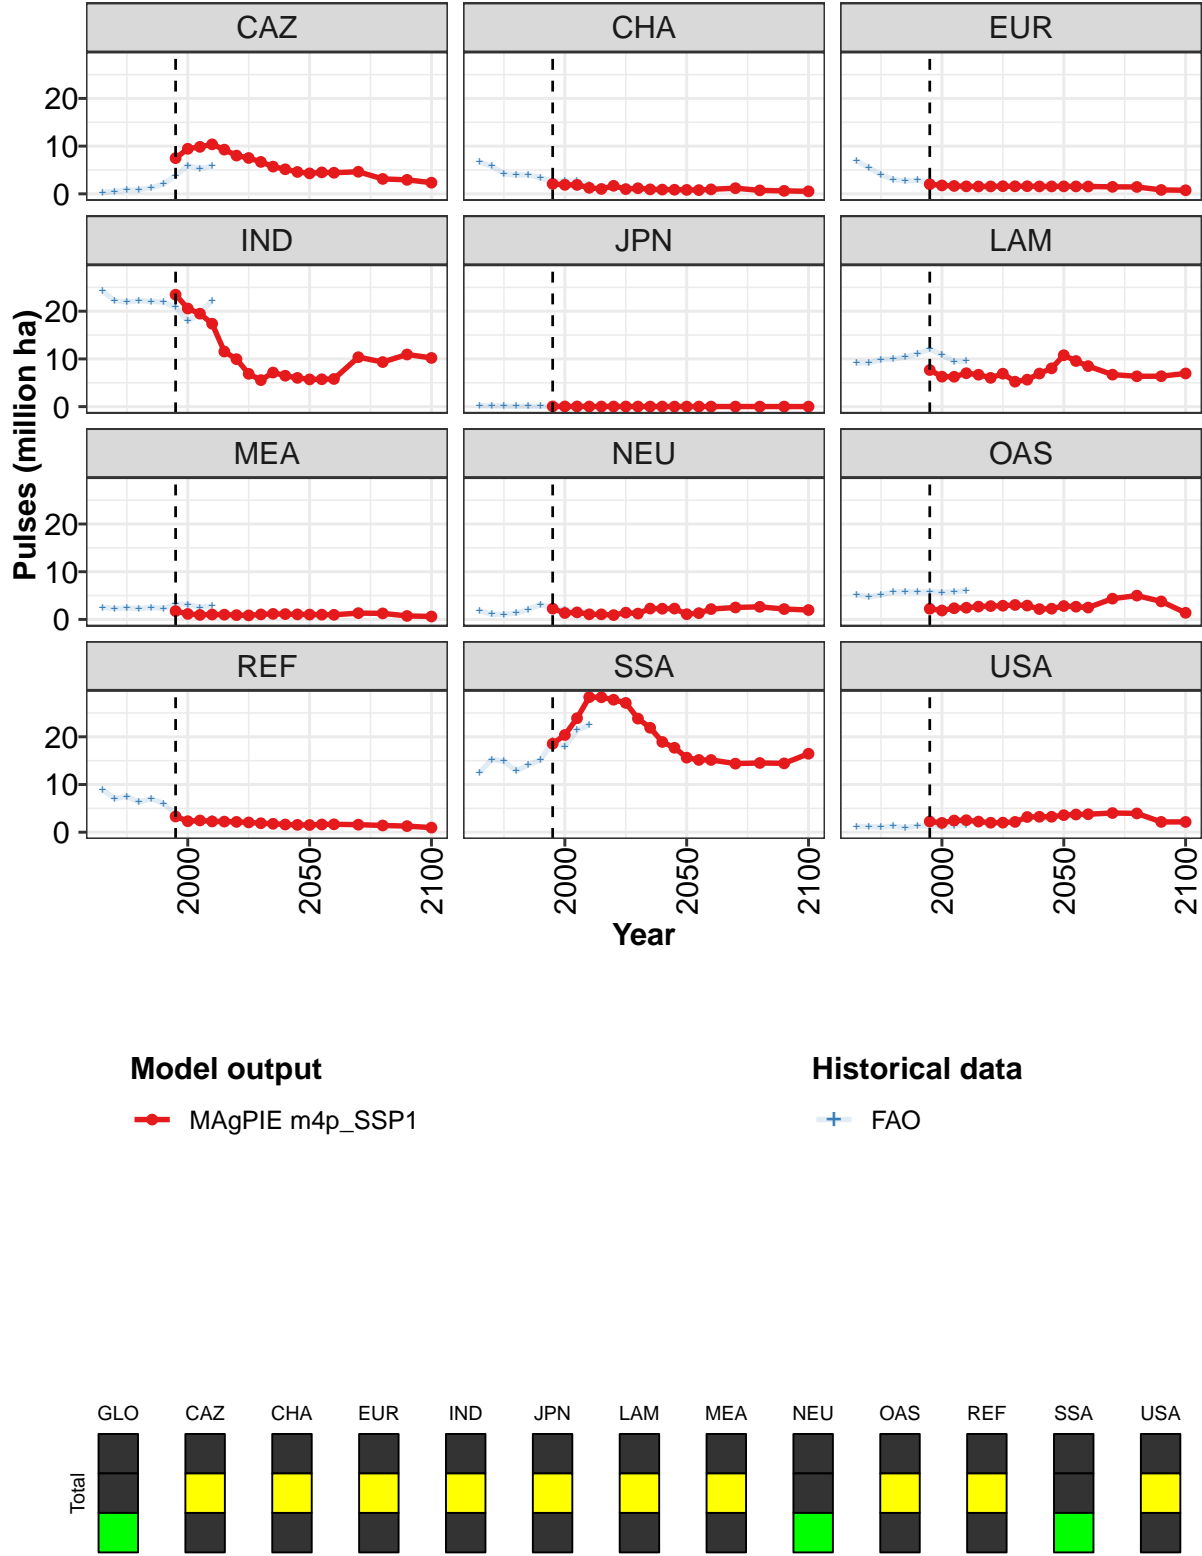 CAZ CHA EUR
20
10
0
IND JPN LAM
20
10
0
MEA NEU OAS
20
10
0
REF SSA USA
20
10
0
Pulses (million ha)
2000 2050 2100 2000 2050 2100 2000 2050 2100
Year
Model output Historical data
MAgPIE m4p_SSP1 FAO
GLO CAZ CHA EUR IND JPN LAM MEA NEU OAS REF SSA USA
Total